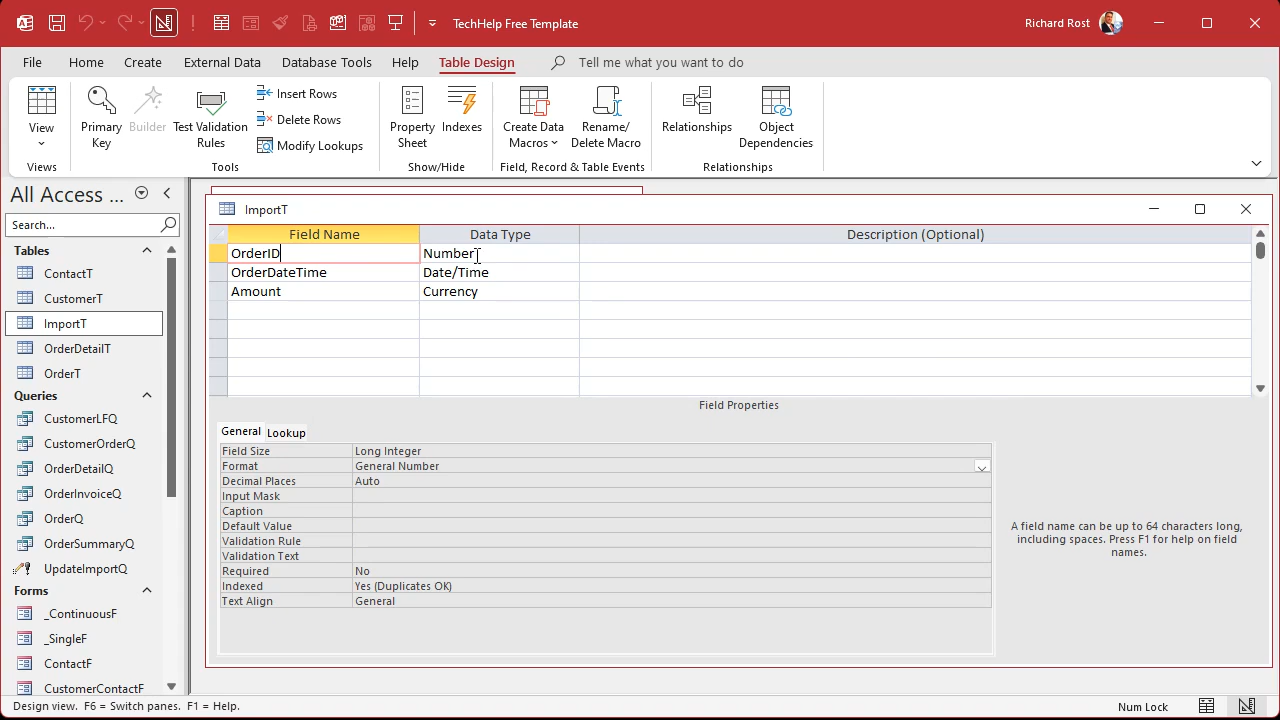 TechHelp Free Template
Richard Rost
File Home Create External Data Database Tools Help Table Design Tell me what you want to do
View
Views
Primary Key
Builder
Test Validation Rules
Insert Rows
Delete Rows
Modify Lookups
Tools
Property Sheet
Indexes
Show/Hide
Create Data Macros
Rename/ Delete Macro
Field, Record & Table Events
Relationships
Object Dependencies
Relationships
All Access ...
Search...
Tables
ContactT
CustomerT
ImportT
OrderDetailT
OrderT
Queries
CustomerLFQ
CustomerOrderQ
OrderDetailQ
OrderInvoiceQ
OrderQ
OrderSummaryQ
UpdateImportQ
Forms
_ContinuousF
_SingleF
ContactF
CustomerContactF
ImportT
Field Name Data Type Description (Optional)
OrderID Number
OrderDateTime Date/Time
Amount Currency
Field Properties
General Lookup
Field Size Long Integer
Format General Number
Decimal Places Auto
Input Mask
Caption
Default Value
Validation Rule
Validation Text
Required No
Indexed Yes (Duplicates OK)
Text Align General
A field name can be up to 64 characters long,
including spaces. Press F1 for help on field
names.
Design view. F6 = Switch panes. F1 = Help.
Num Lock